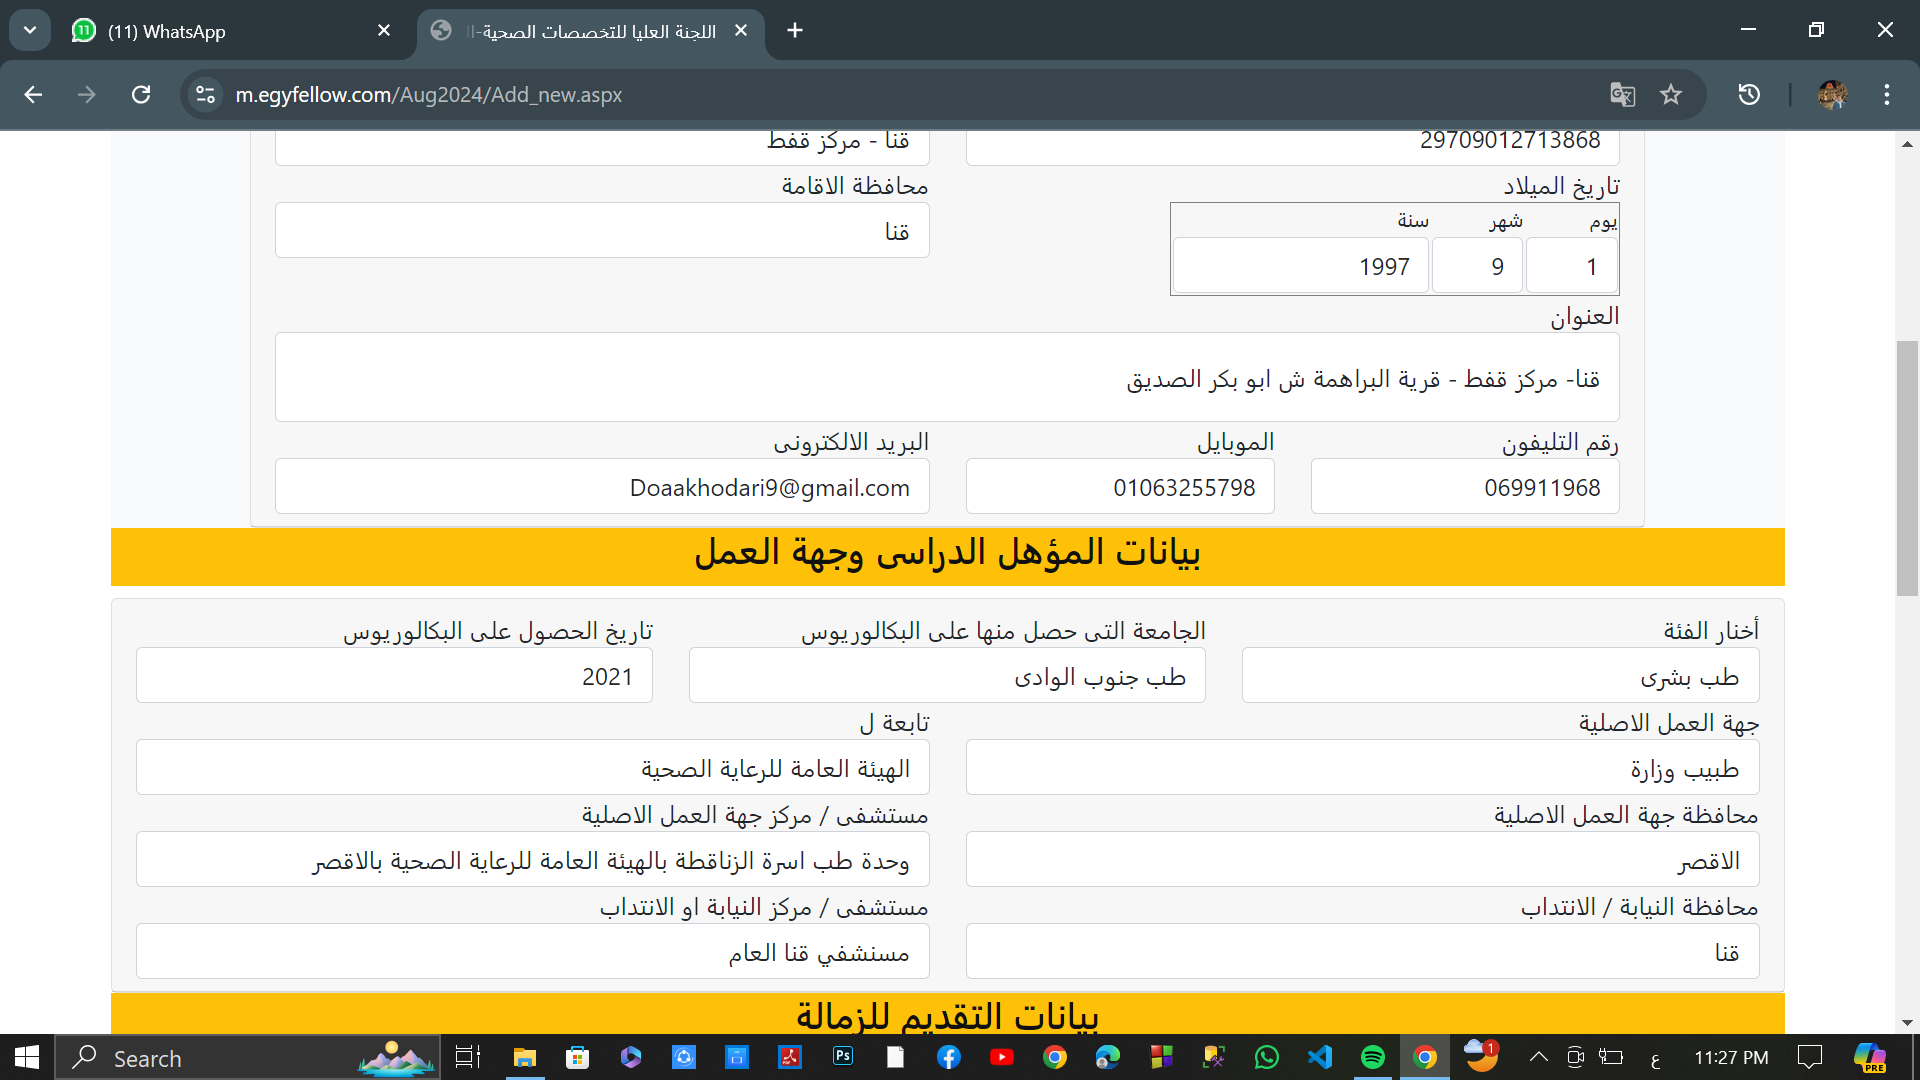 (11) WhatsApp
اللجنة العليا للتخصصات الصحية-ال
m.egyfellow.com/Aug2024/Add_new.aspx
29709012713868
قنا - مركز قفط
تاريخ الميلاد
محافظة الاقامة
يوم
شهر
سنة
1
9
1997
قنا
العنوان
قنا- مركز قفط - قرية البراهمة ش ابو بكر الصديق
رقم التليفون
الموبايل
البريد الالكترونى
069911968
01063255798
Doaakhodari9@gmail.com
بيانات المؤهل الدراسى وجهة العمل
أخنار الفئة
الجامعة التى حصل منها على البكالوريوس
تاريخ الحصول على البكالوريوس
طب بشرى
طب جنوب الوادى
2021
جهة العمل الاصلية
تابعة ل
طبيب وزارة
الهيئة العامة للرعاية الصحية
محافظة جهة العمل الاصلية
مستشفى / مركز جهة العمل الاصلية
الاقصر
وحدة طب اسرة الزناقطة بالهيئة العامة للرعاية الصحية بالاقصر
محافظة النيابة / الانتداب
مستشفى / مركز النيابة او الانتداب
قنا
مسنشفي قنا العام
بيانات التقديم للزمالة
Search
Ps
1
ع
11:27 PM
PRE